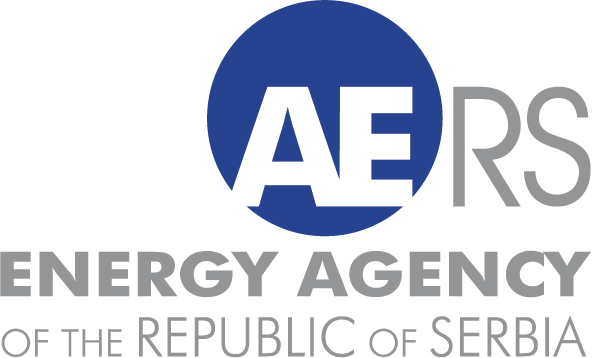 AERS
ENERGY AGENCY
OF THE REPUBLIC OF SERBIA